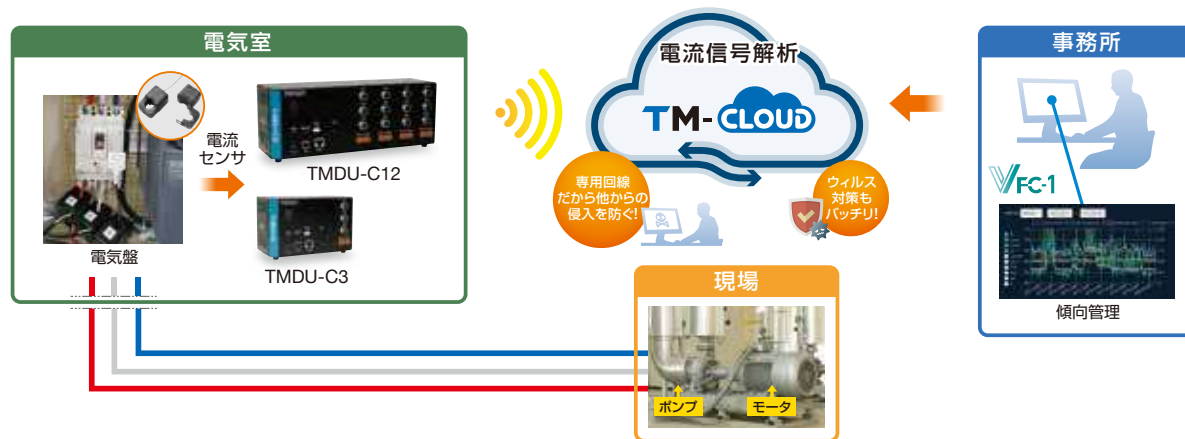 電気室
電流
センサ
TMDU-C12
TMDU-C3
電気盤
電流信号解析
TM-CLOUD
専用回線
だから他からの
侵入を防ぐ!
ウィルス
対策も
バッチリ!
現場
ポンプ
モータ
事務所
VFC-1
傾向管理